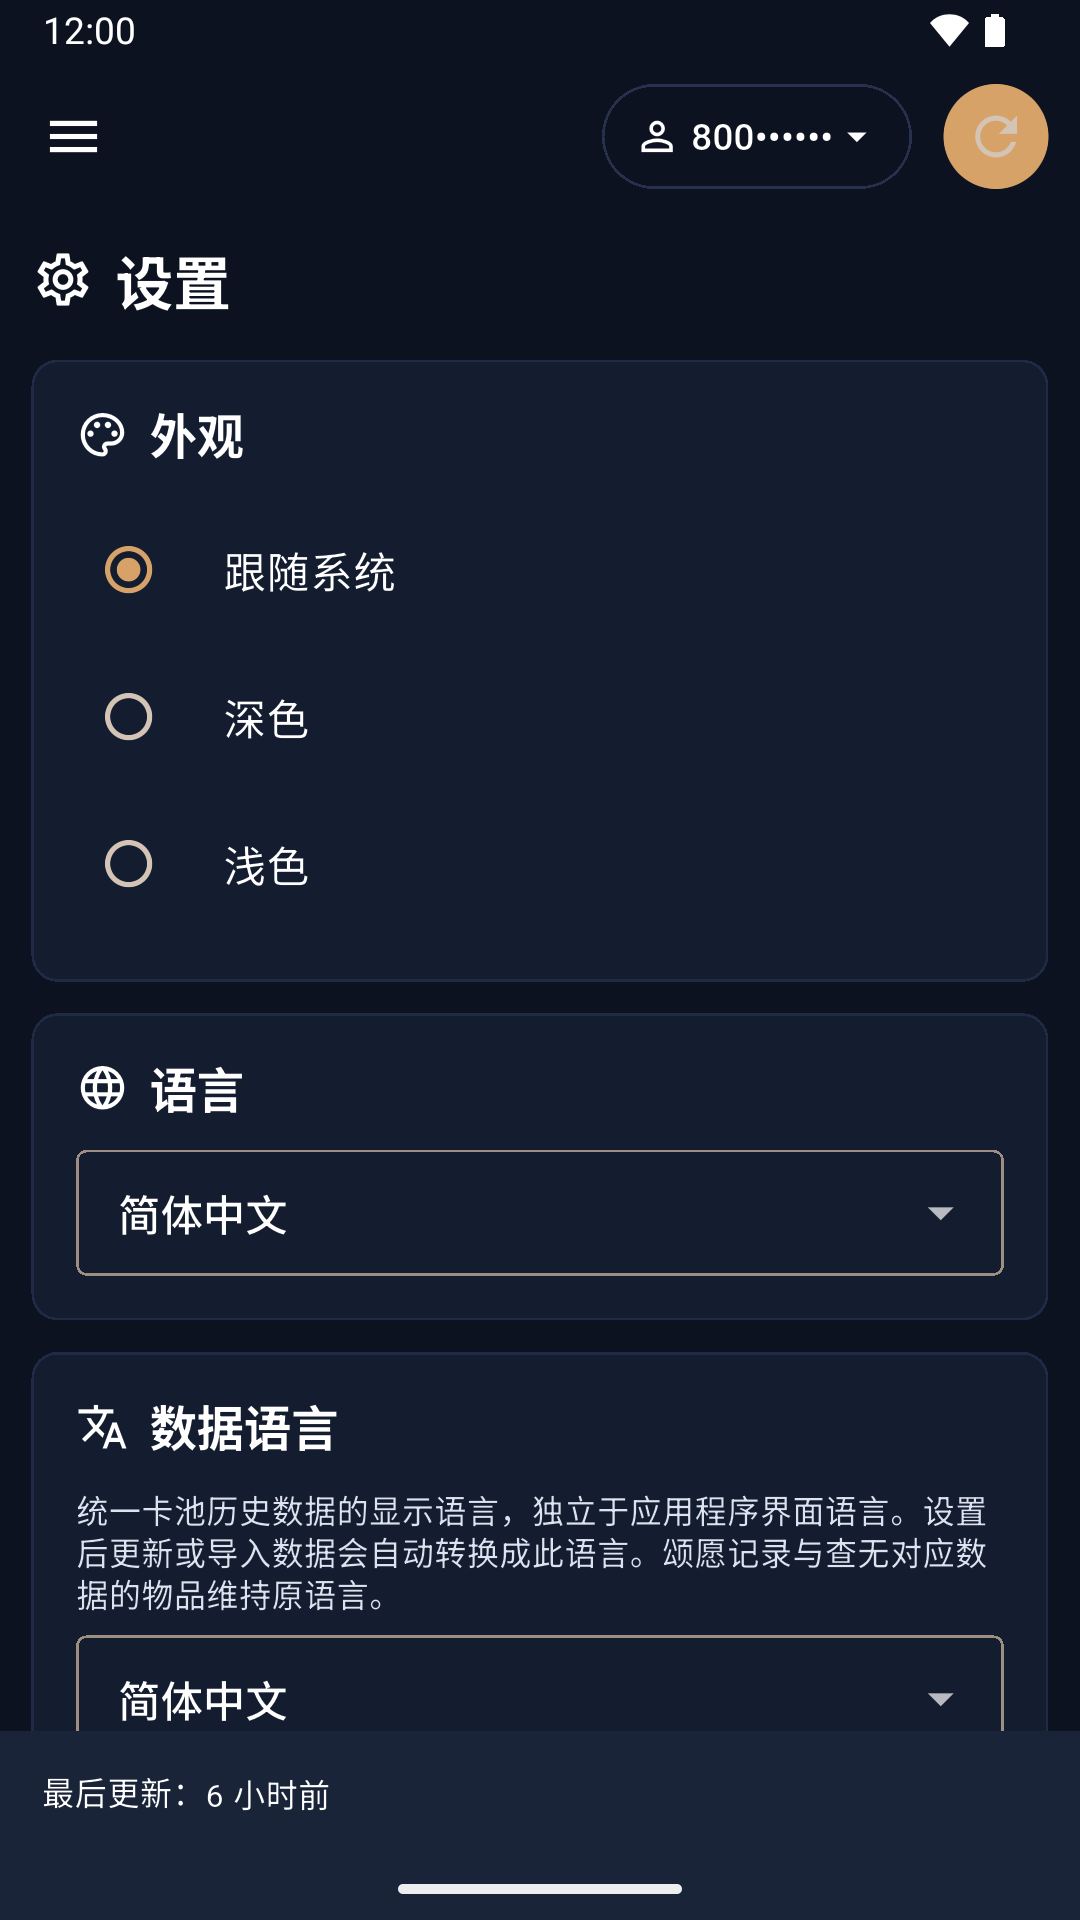 12:00
800••••••
设置
外观
跟随系统
深色
浅色
语言
简体中文
数据语言
统一卡池历史数据的显示语言，独立于应用程序界面语言。设置
后更新或导入数据会自动转换成此语言。颂愿记录与查无对应数
据的物品维持原语言。
简体中文
最后更新：6 小时前